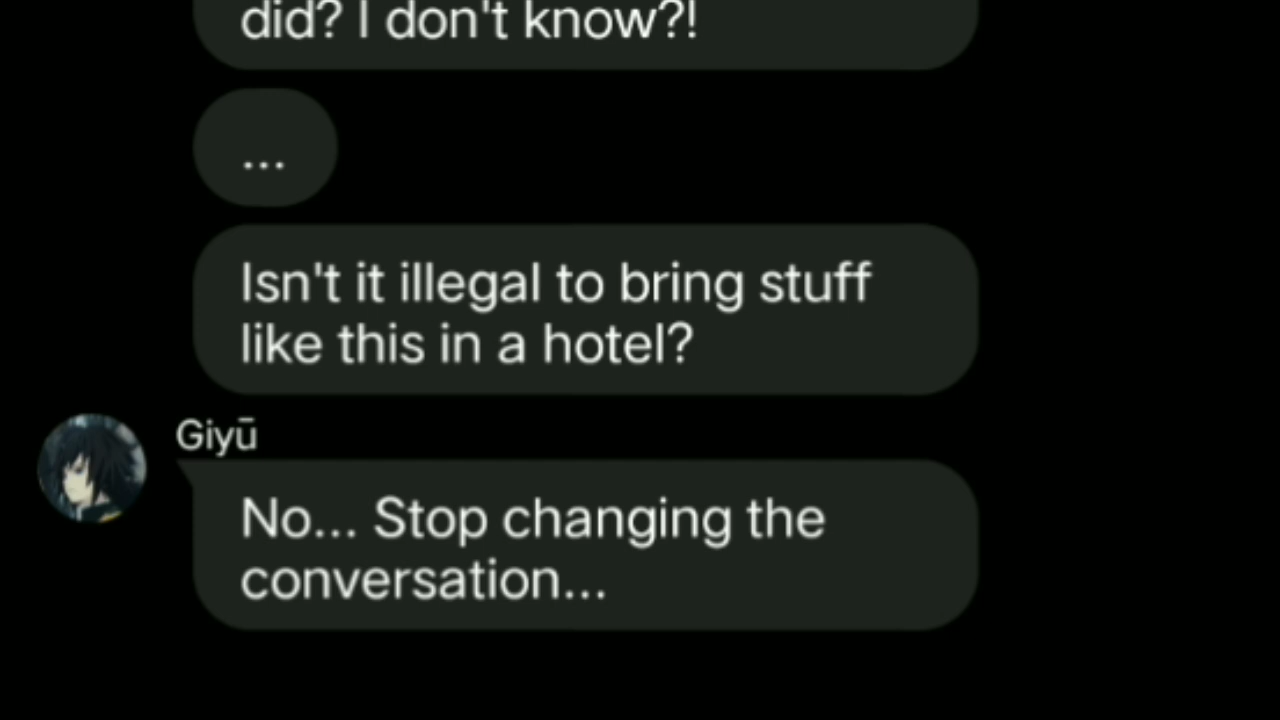 did? I don't know?!
...
Isn't it illegal to bring stuff
like this in a hotel?
Giyū
No... Stop changing the
conversation...